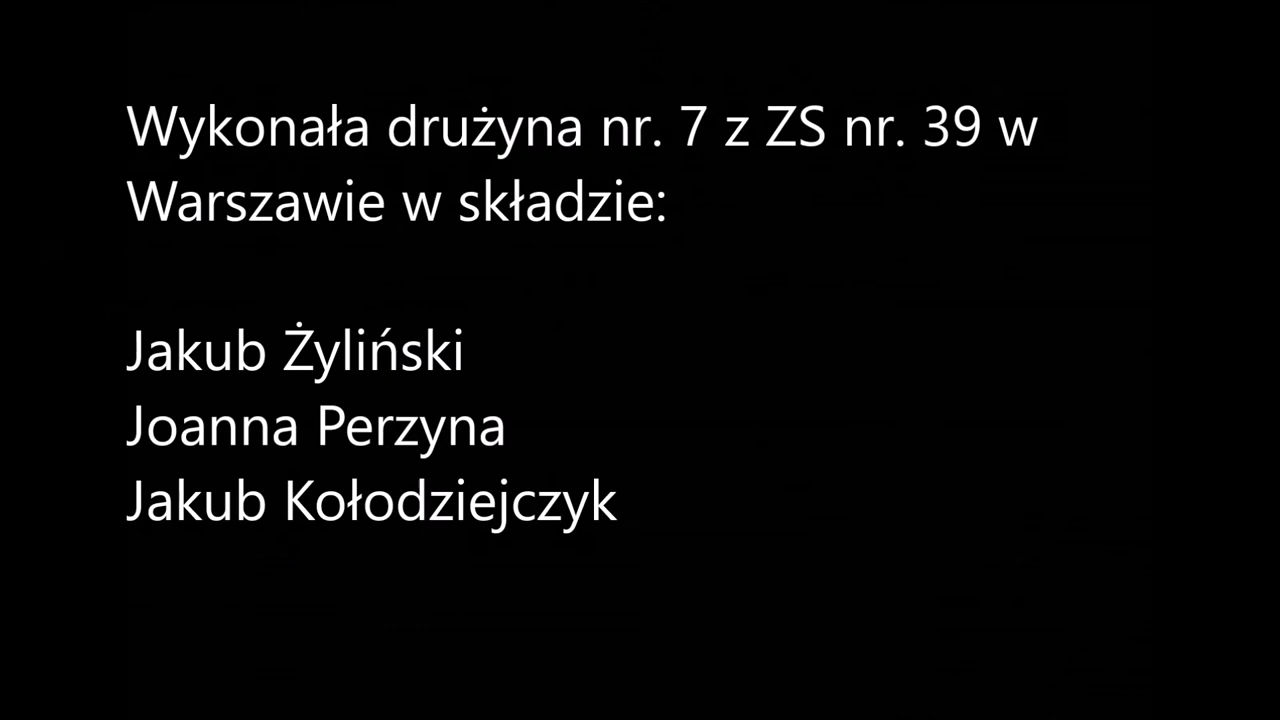 Wykonała drużyna nr. 7 z ZS nr. 39 w
Warszawie w składzie:
Jakub Żyliński
Joanna Perzyna
Jakub Kołodziejczyk